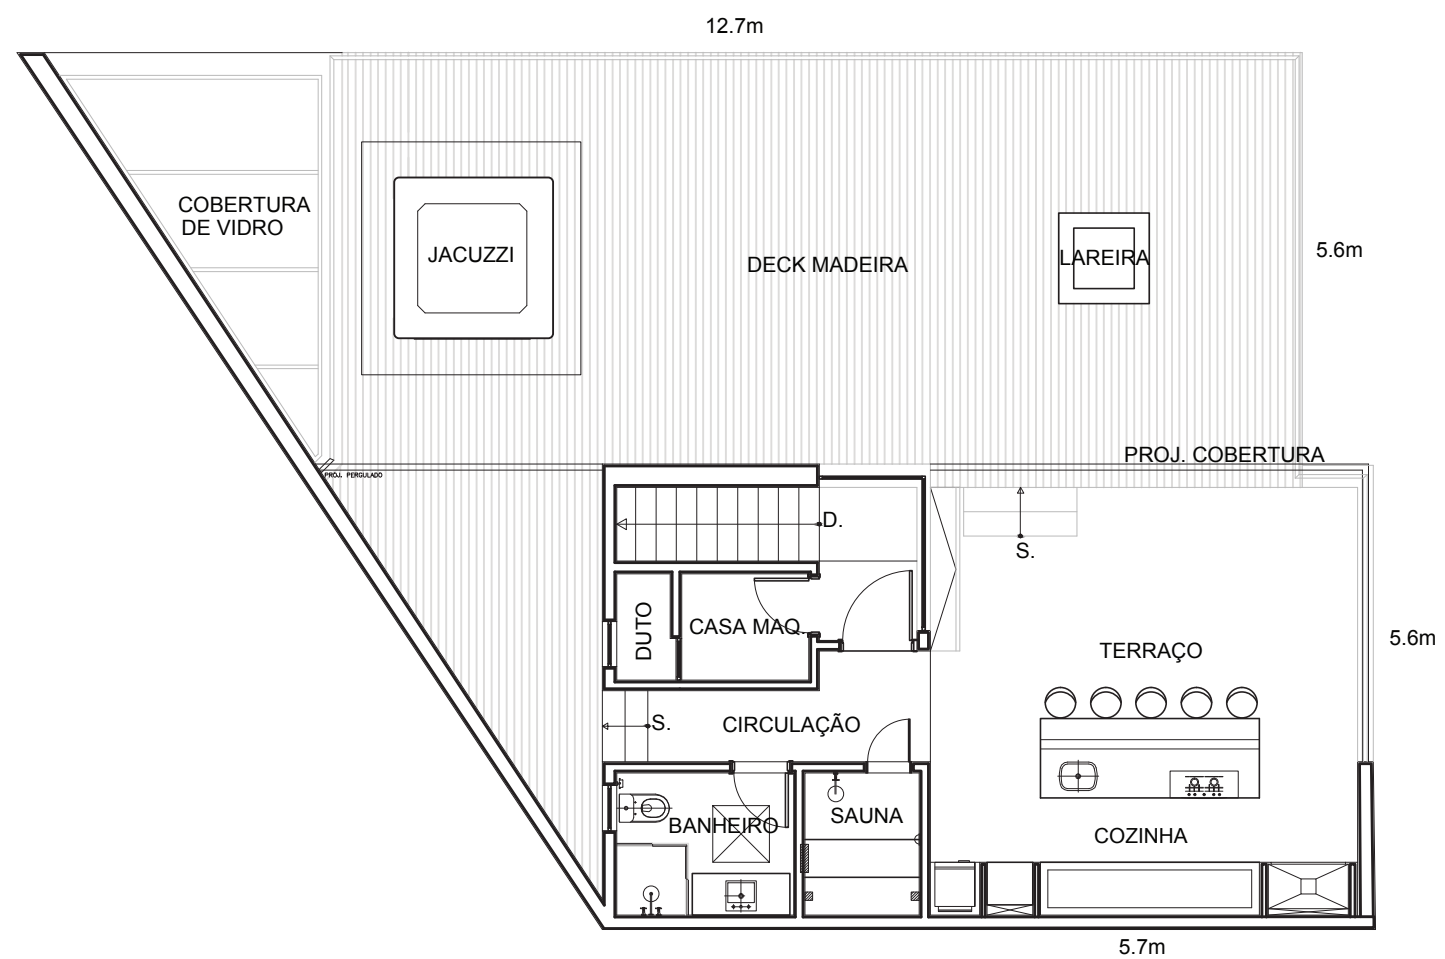 12.7m
COBERTURA
DE VIDRO
JACUZZI
DECK MADEIRA
LAREIRA
5.6m
PROJ. COBERTURA
PROJ. PERGULADO
D.
S.
DUTO
CASA MAQ.
TERRAÇO
5.6m
S.
CIRCULAÇÃO
BANHEIRO
SAUNA
COZINHA
5.7m